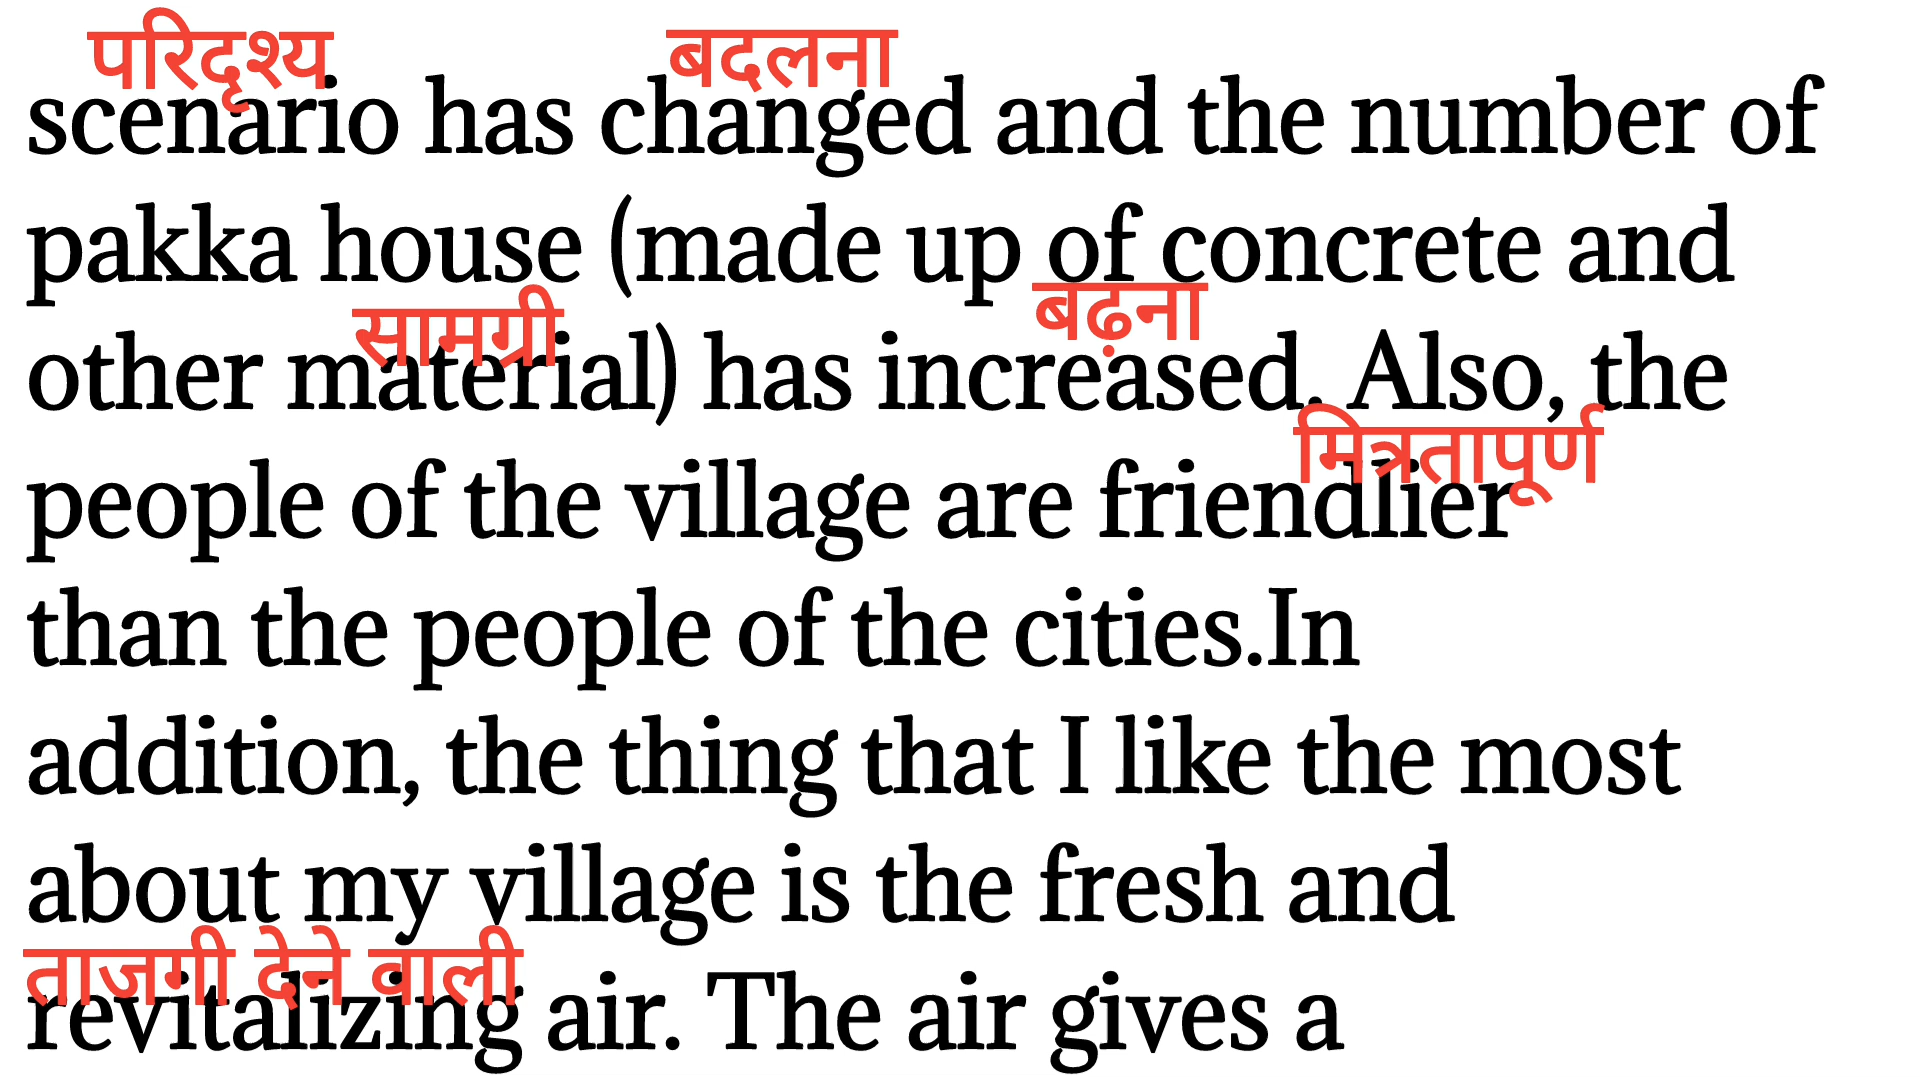 परिदृश्य बदलना
scenario has changed and the number of
pakka house (made up of concrete and
सामग्री बढ़ना
other material) has increased. Also, the
मित्रतापूर्ण
people of the village are friendlier
than the people of the cities.In
addition, the thing that I like the most
about my village is the fresh and
ताजगी देने वाली
revitalizing air. The air gives a